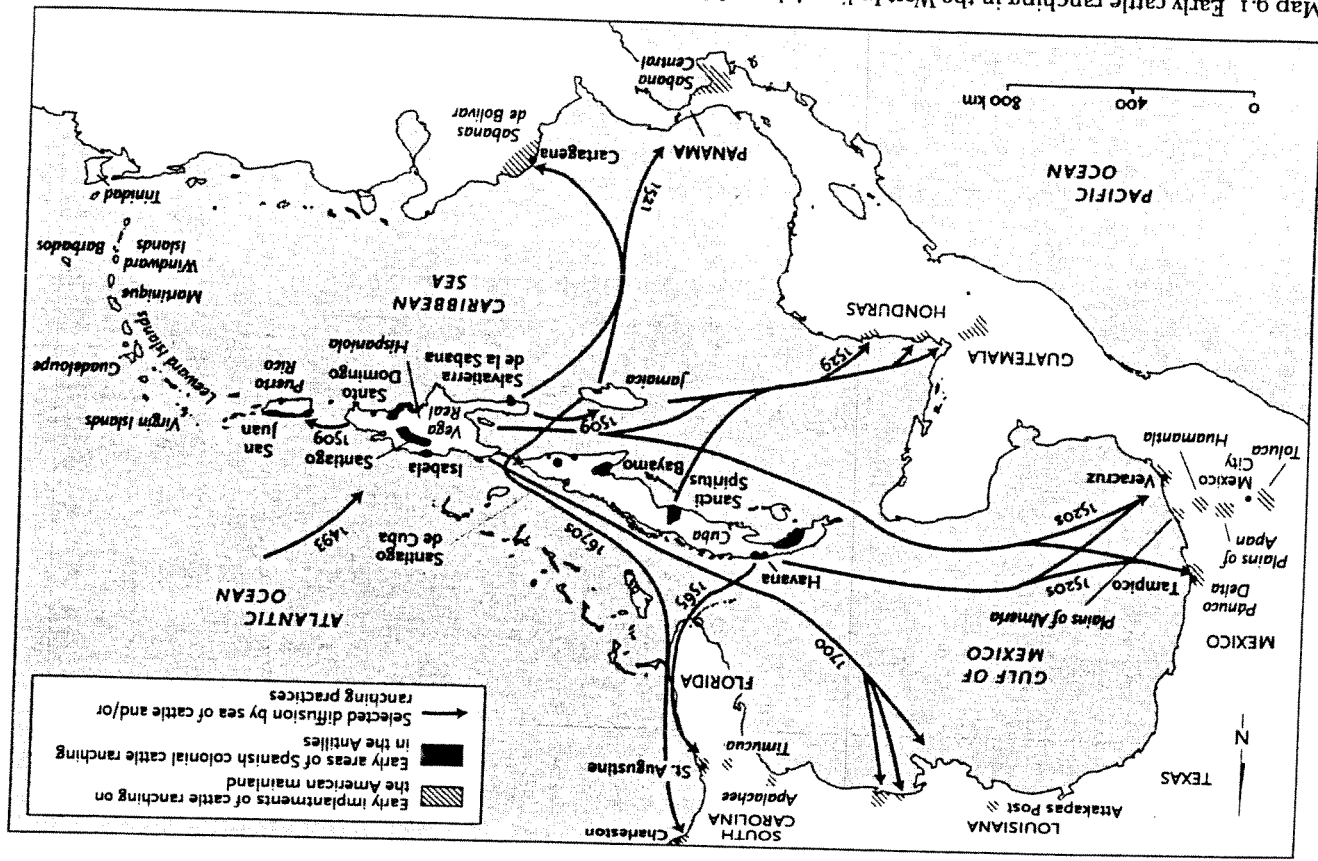 TEXAS
N
LOUISIANA
Attakapas Post
SOUTH
CAROLINA
Charleston
Apalachee
Timucua
St. Augustine
FLORIDA
Early implantments of cattle ranching on
the American mainland
Early areas of Spanish colonial cattle ranching
in the Antilles
Selected diffusion by sea of cattle and/or
ranching practices
MEXICO
GULF OF
MEXICO
1700
1565
1670s
ATLANTIC
OCEAN
1493
Pánuco
Delta
Tampico
Plains of Almería
1520s
1520s
Havana
Plains of
Apan
Mexico
City
Toluca
Huamantla
Veracruz
Cuba
Sancti
Spiritus
Bayamo
Santiago
de Cuba
Isabela
Santiago
Vega
Real
Santo
Domingo
Hispaniola
Salvatierra
de la Sabana
1509
San
Juan
Puerto
Rico
1509
Jamaica
Virgin Islands
Leeward Islands
Guadeloupe
Martinique
Windward
Islands
Barbados
Trinidad
GUATEMALA
HONDURAS
1529
CARIBBEAN
SEA
1521
PACIFIC
OCEAN
PANAMA
Cartagena
Sabanas
de Bolivar
Sabana
Central
0 400 800 km
Map 9.1 Early cattle ranching in the West